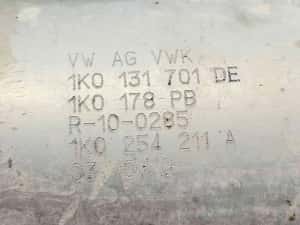 VW AG VWK
1K0 131 701 DE
1K0 178 PB
R-10-0285
1K0 254 211 A